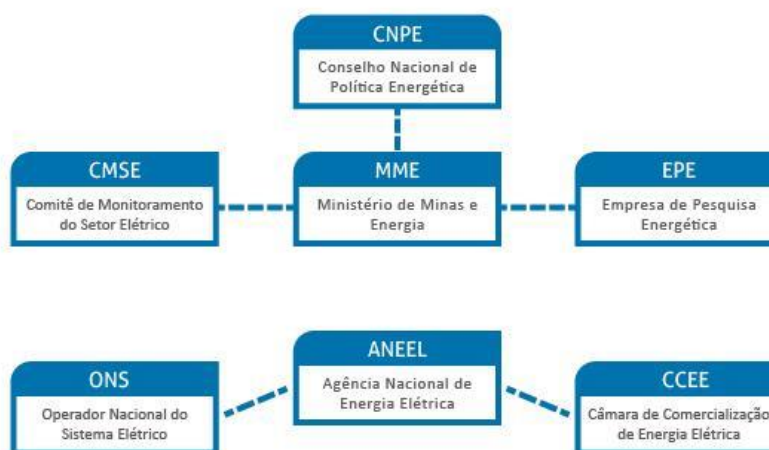 CNPE
Conselho Nacional de
Política Energética
CMSE
Comitê de Monitoramento
do Setor Elétrico
MME
Ministério de Minas e
Energia
EPE
Empresa de Pesquisa
Energética
ONS
Operador Nacional do
Sistema Elétrico
ANEEL
Agência Nacional de
Energia Elétrica
CCEE
Câmara de Comercialização
de Energia Elétrica